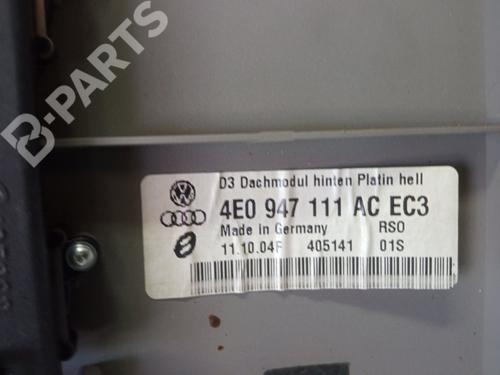 B-PARTS
D3 Dachmodul hinten Platin hell
4E0 947 111 AC EC3
Made in Germany RSO
11.10.04F 405141 01S